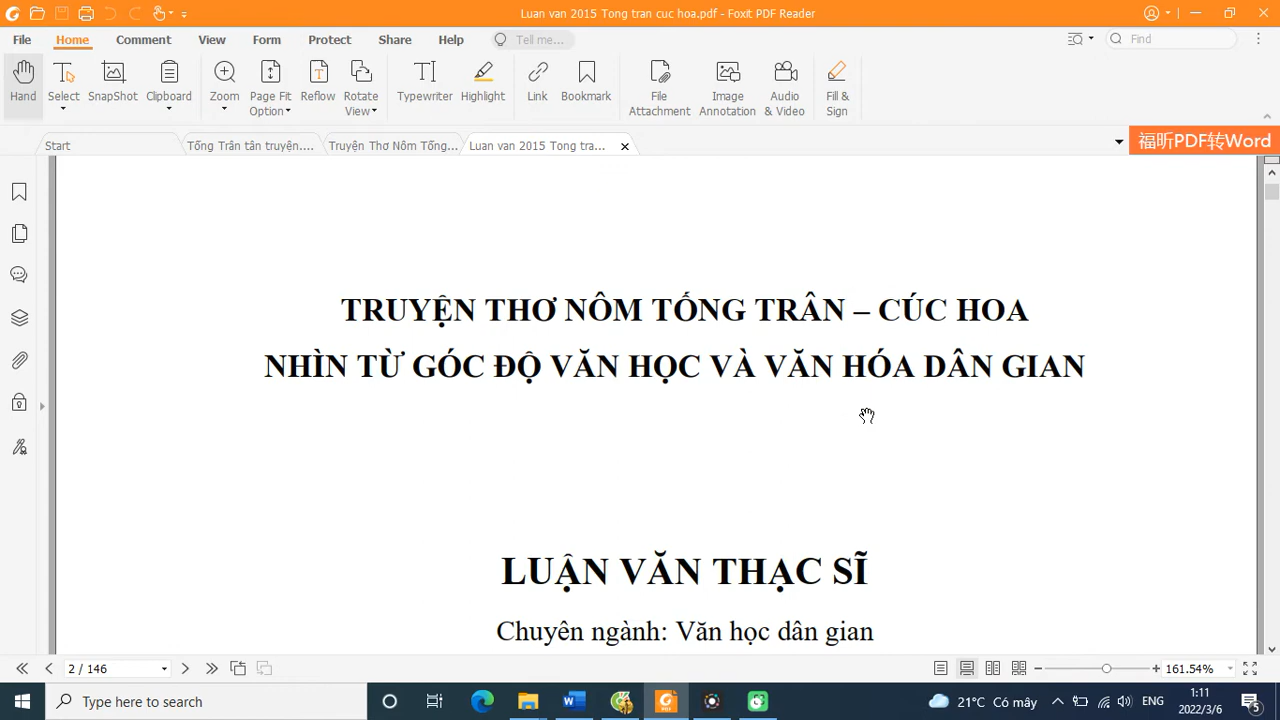 Luan van 2015 Tong tran cuc hoa.pdf - Foxit PDF Reader
File Home Comment View Form Protect Share Help Tell me... Find
Hand Select SnapShot Clipboard Zoom Page Fit Option Reflow Rotate View Typewriter Highlight Link Bookmark File Attachment Image Annotation Audio & Video Fill & Sign
Start Tống Trân tân truyện.... Truyện Thơ Nôm Tống... Luan van 2015 Tong tra... 福昕PDF转Word
TRUYỆN THƠ NÔM TỐNG TRÂN – CÚC HOA
NHÌN TỪ GÓC ĐỘ VĂN HỌC VÀ VĂN HÓA DÂN GIAN
LUẬN VĂN THẠC SĨ
Chuyên ngành: Văn học dân gian
2 / 146 161.54%
Type here to search 21°C Có mây ENG 1:11
2022/3/6 5